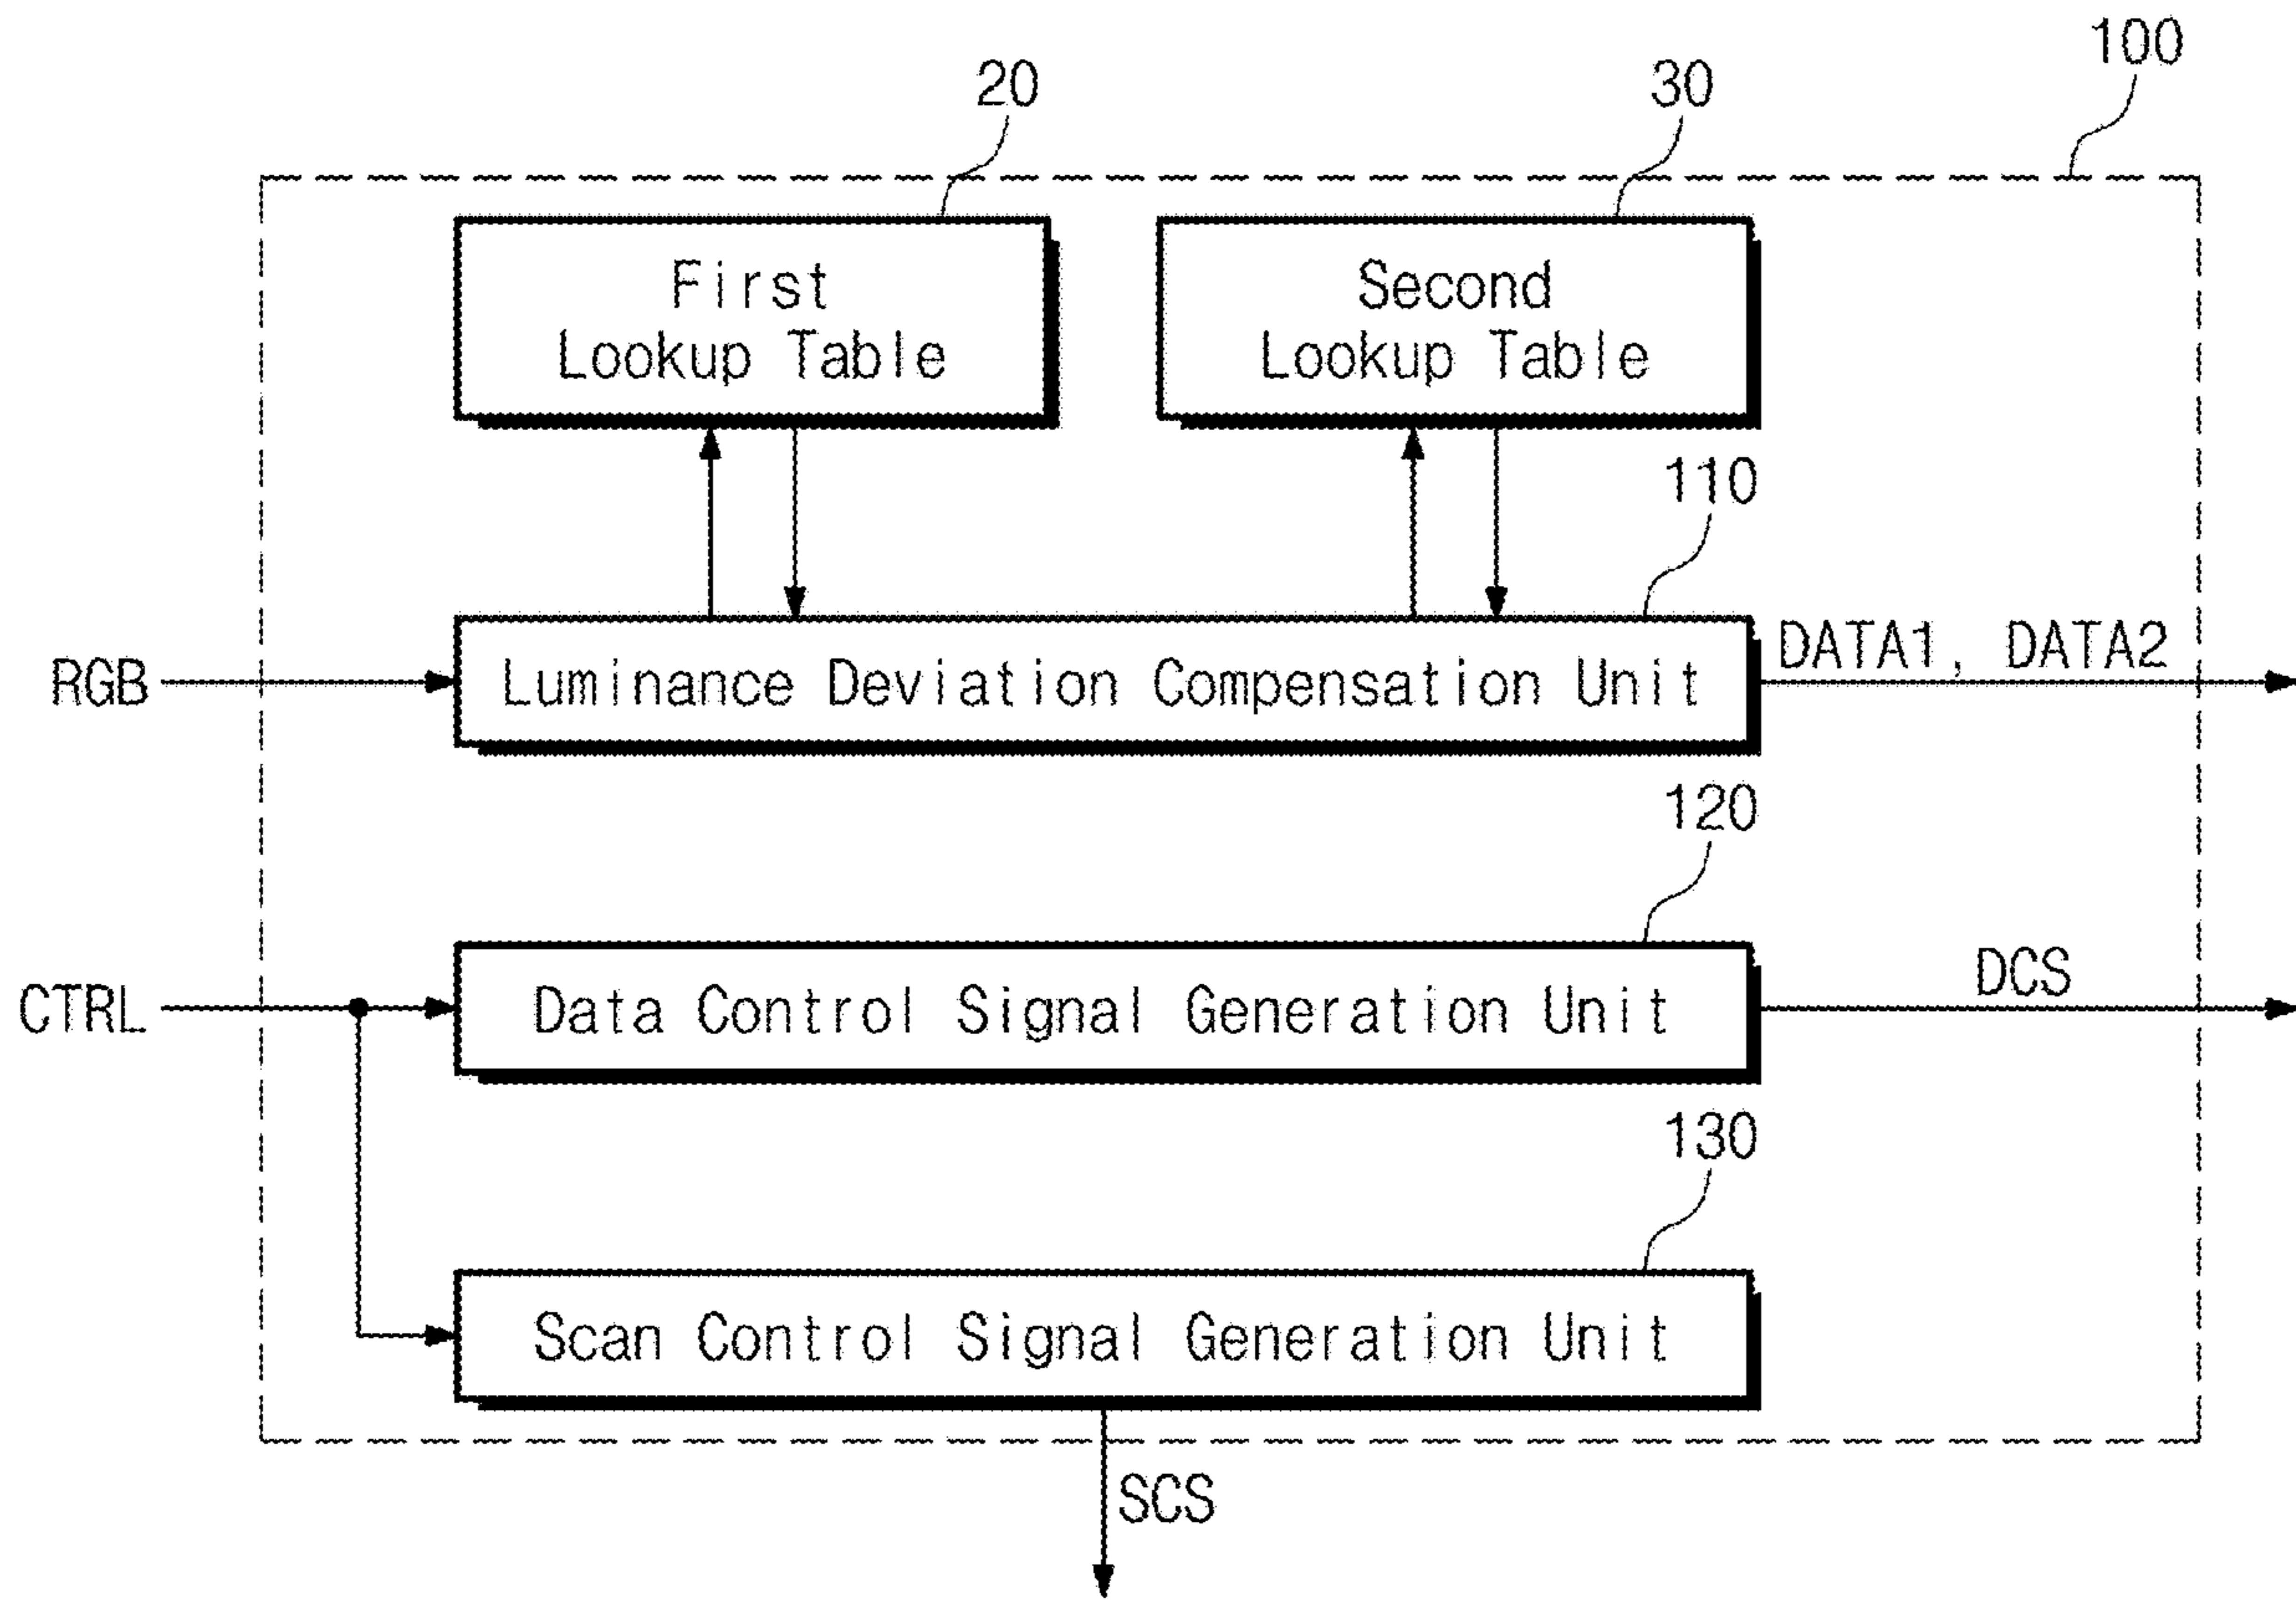 100
20
30
First
Lookup Table
Second
Lookup Table
110
RGB
Luminance Deviation Compensation Unit
DATA1, DATA2
120
CTRL
Data Control Signal Generation Unit
DCS
130
Scan Control Signal Generation Unit
SCS